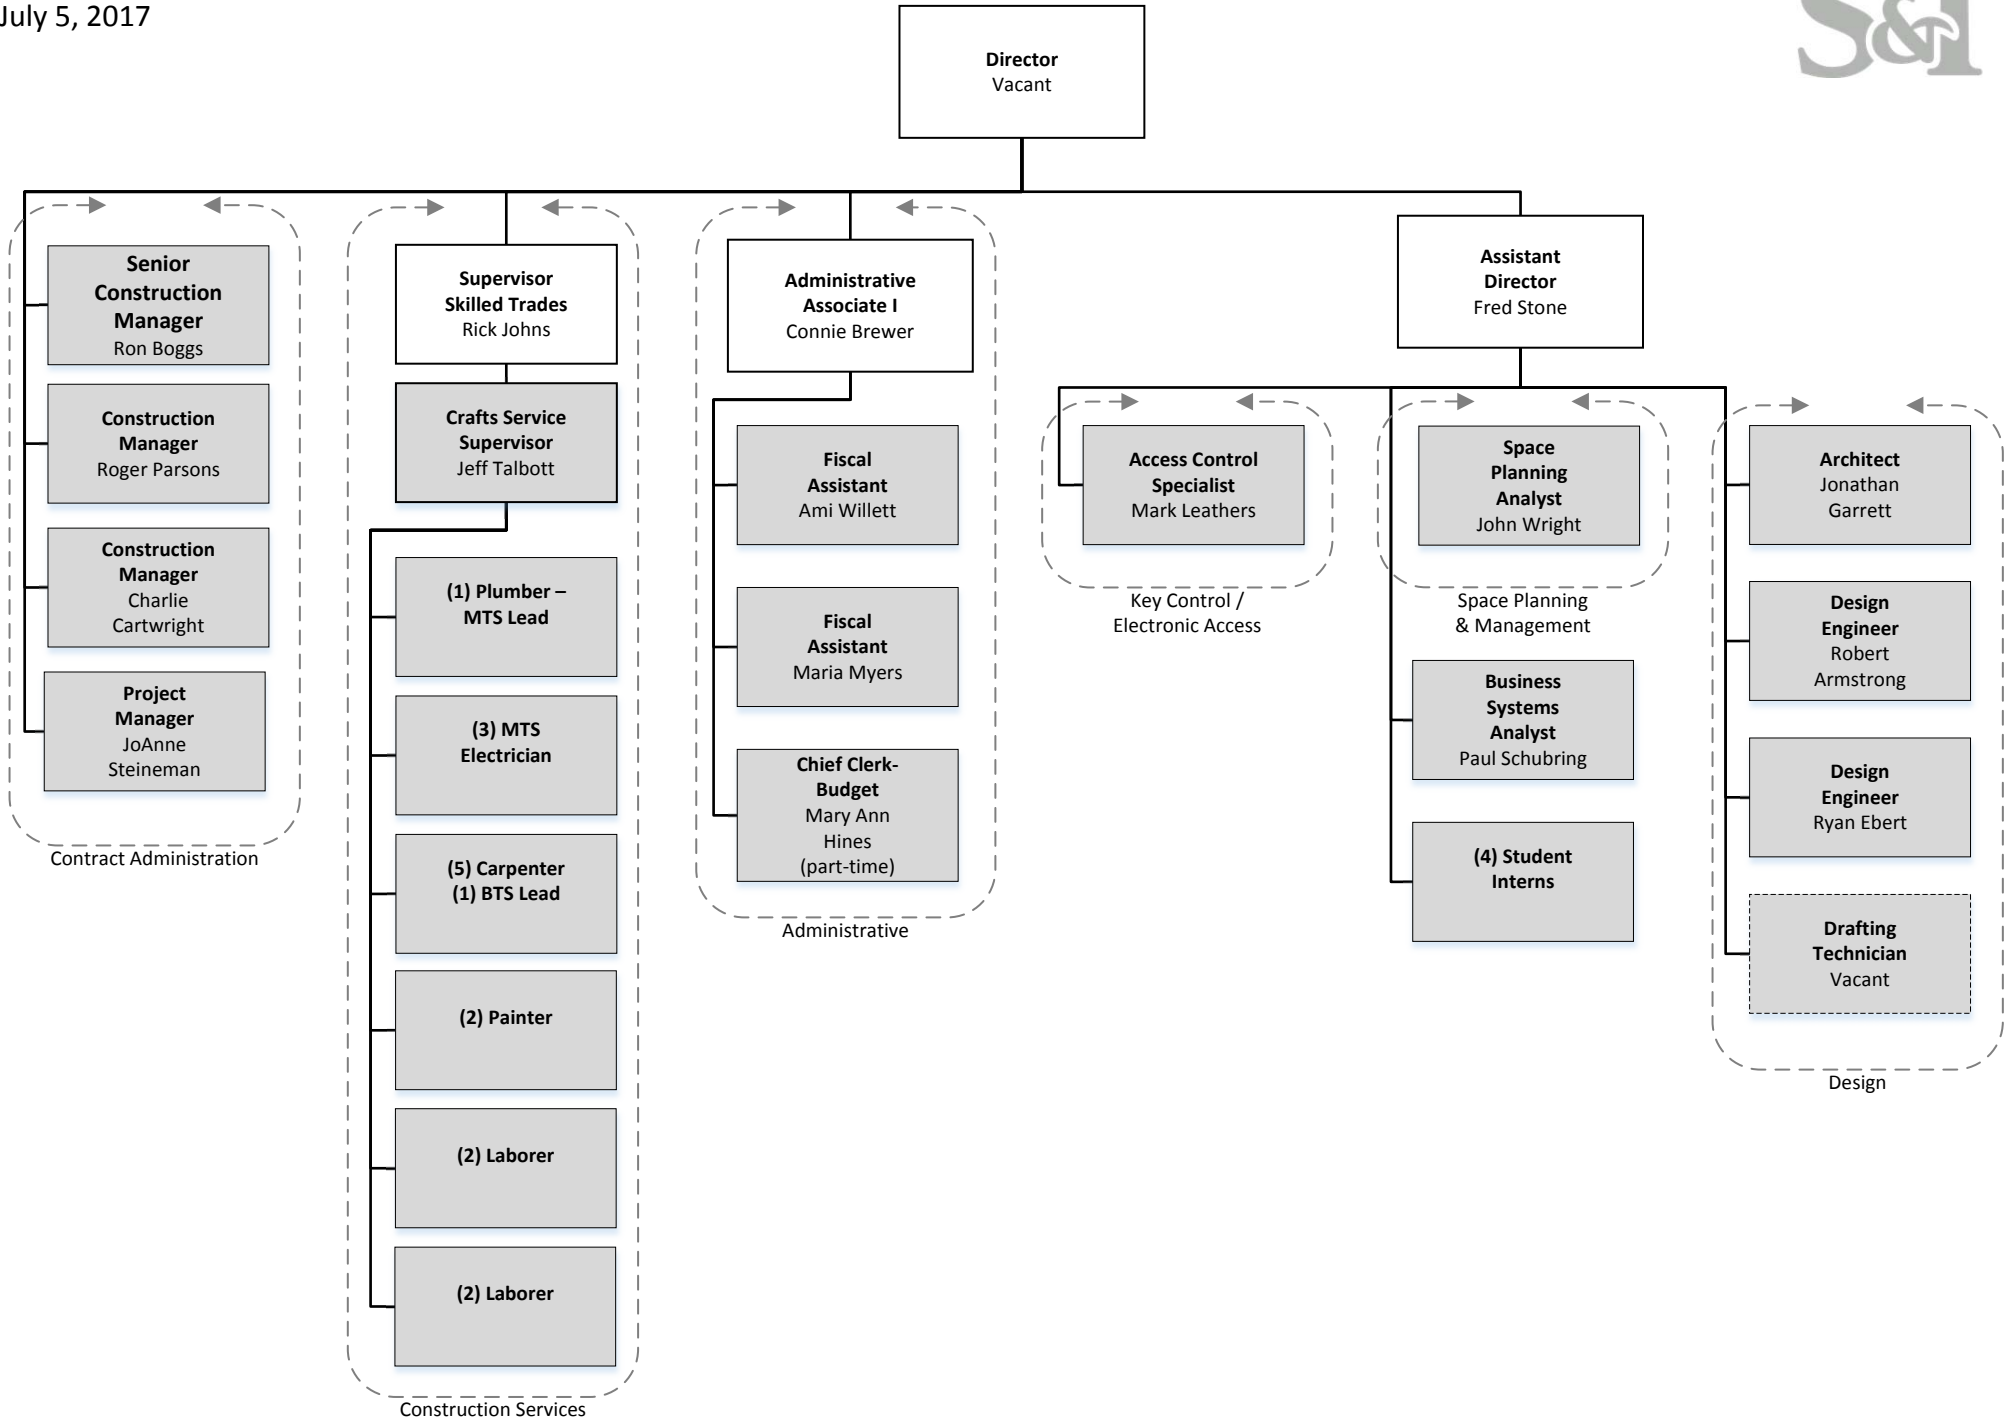 July 5, 2017
S&I
Director
Vacant
Senior
Construction
Manager
Ron Boggs
Construction
Manager
Roger Parsons
Construction
Manager
Charlie
Cartwright
Project
Manager
JoAnne
Steineman
Contract Administration
Supervisor
Skilled Trades
Rick Johns
Crafts Service
Supervisor
Jeff Talbott
(1) Plumber –
MTS Lead
(3) MTS
Electrician
(5) Carpenter
(1) BTS Lead
(2) Painter
(2) Laborer
(2) Laborer
Construction Services
Administrative
Associate I
Connie Brewer
Fiscal
Assistant
Ami Willett
Fiscal
Assistant
Maria Myers
Chief Clerk-
Budget
Mary Ann
Hines
(part-time)
Administrative
Assistant
Director
Fred Stone
Access Control
Specialist
Mark Leathers
Key Control /
Electronic Access
Space
Planning
Analyst
John Wright
Space Planning
& Management
Business
Systems
Analyst
Paul Schubring
(4) Student
Interns
Architect
Jonathan
Garrett
Design
Engineer
Robert
Armstrong
Design
Engineer
Ryan Ebert
Drafting
Technician
Vacant
Design